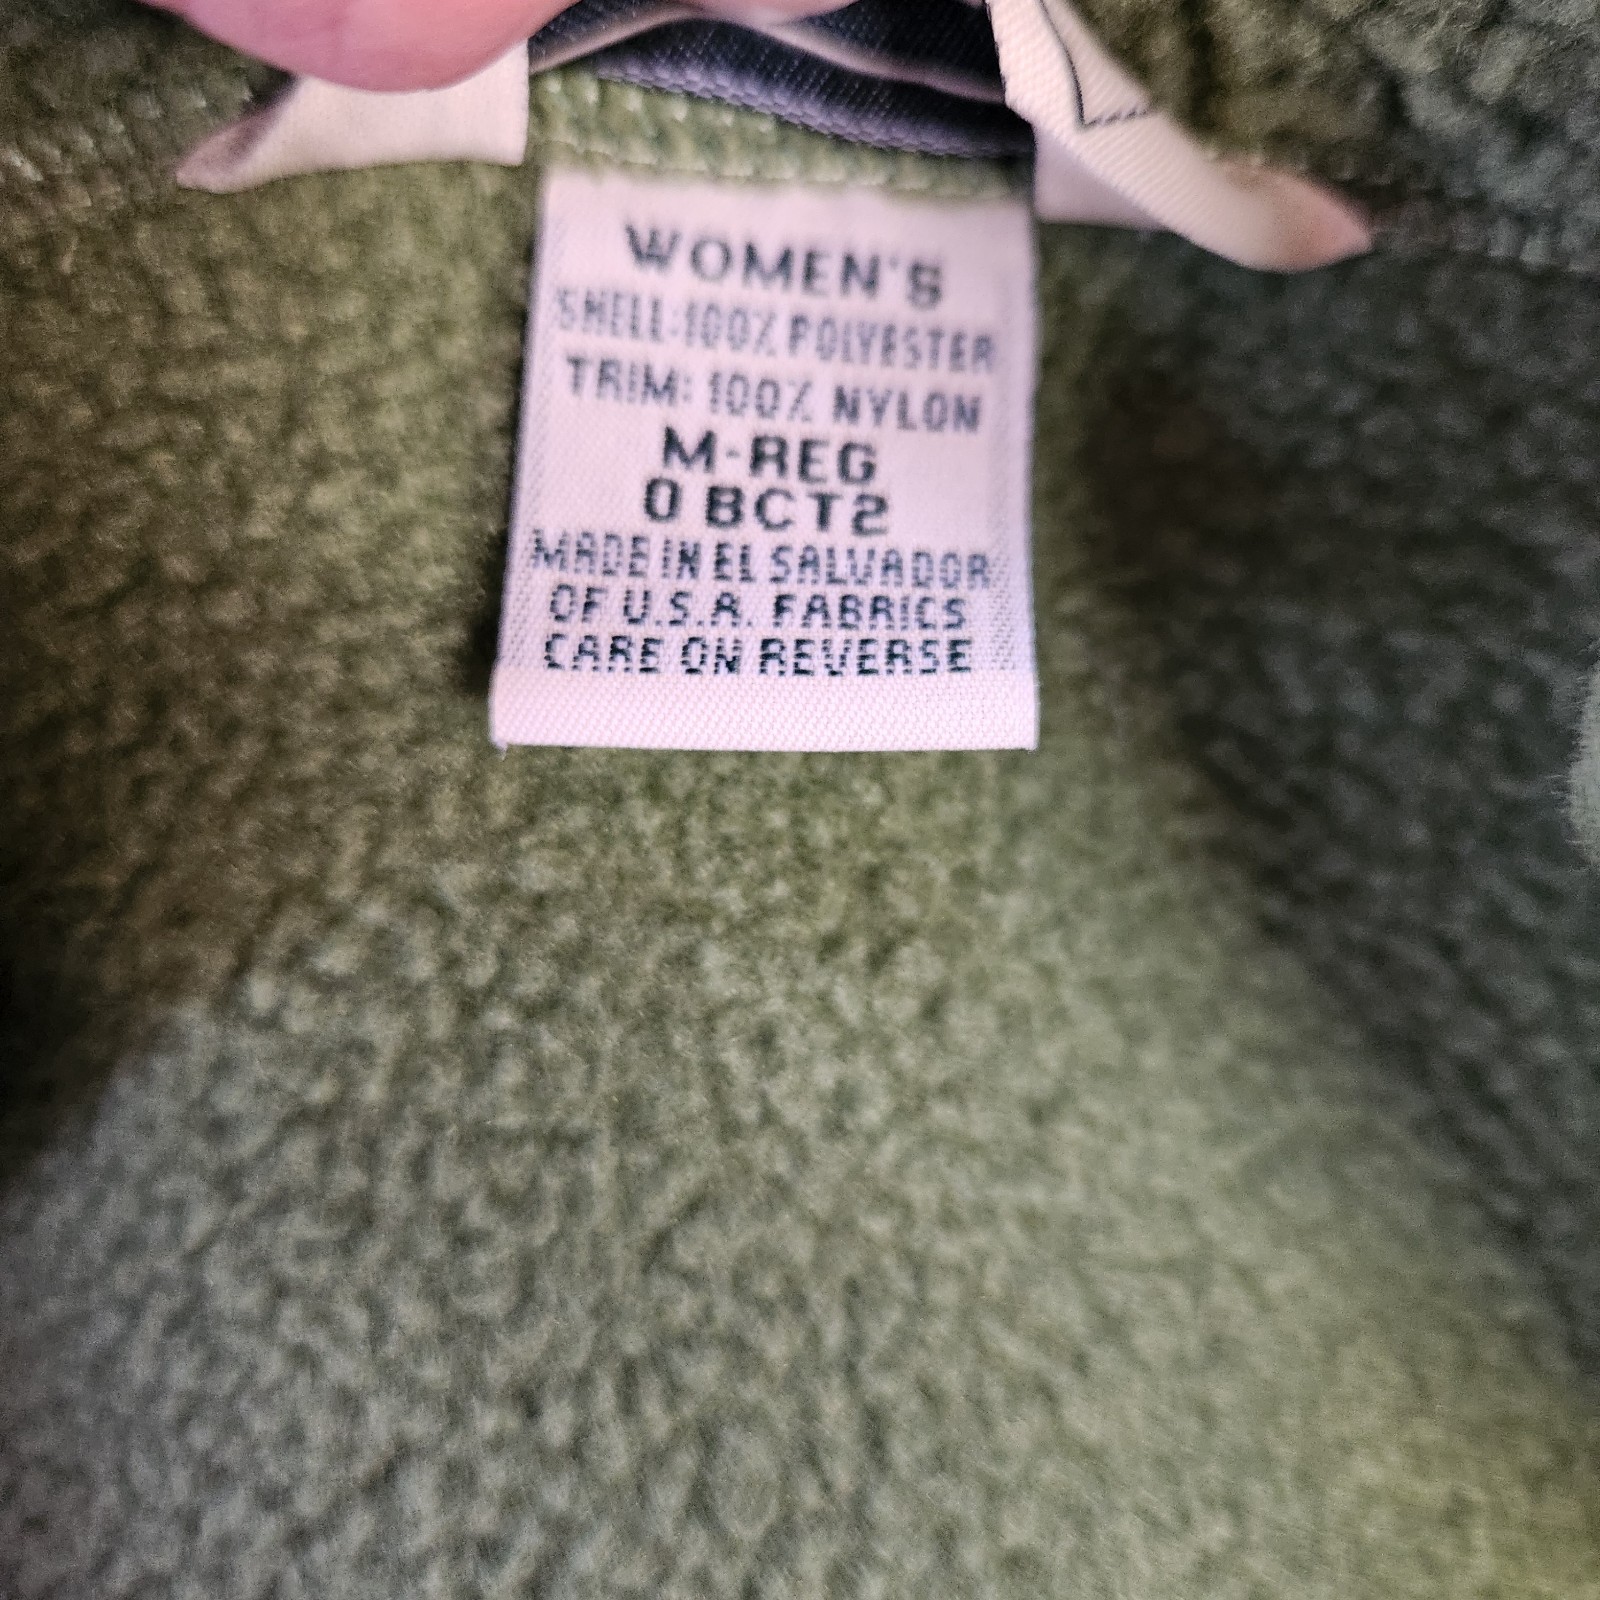 WOMEN'S
SHELL:100% POLYESTER
TRIM: 100% NYLON
M-REG
0 BCT2
MADE IN EL SALVADOR
OF U.S.A. FABRICS
CARE ON REVERSE